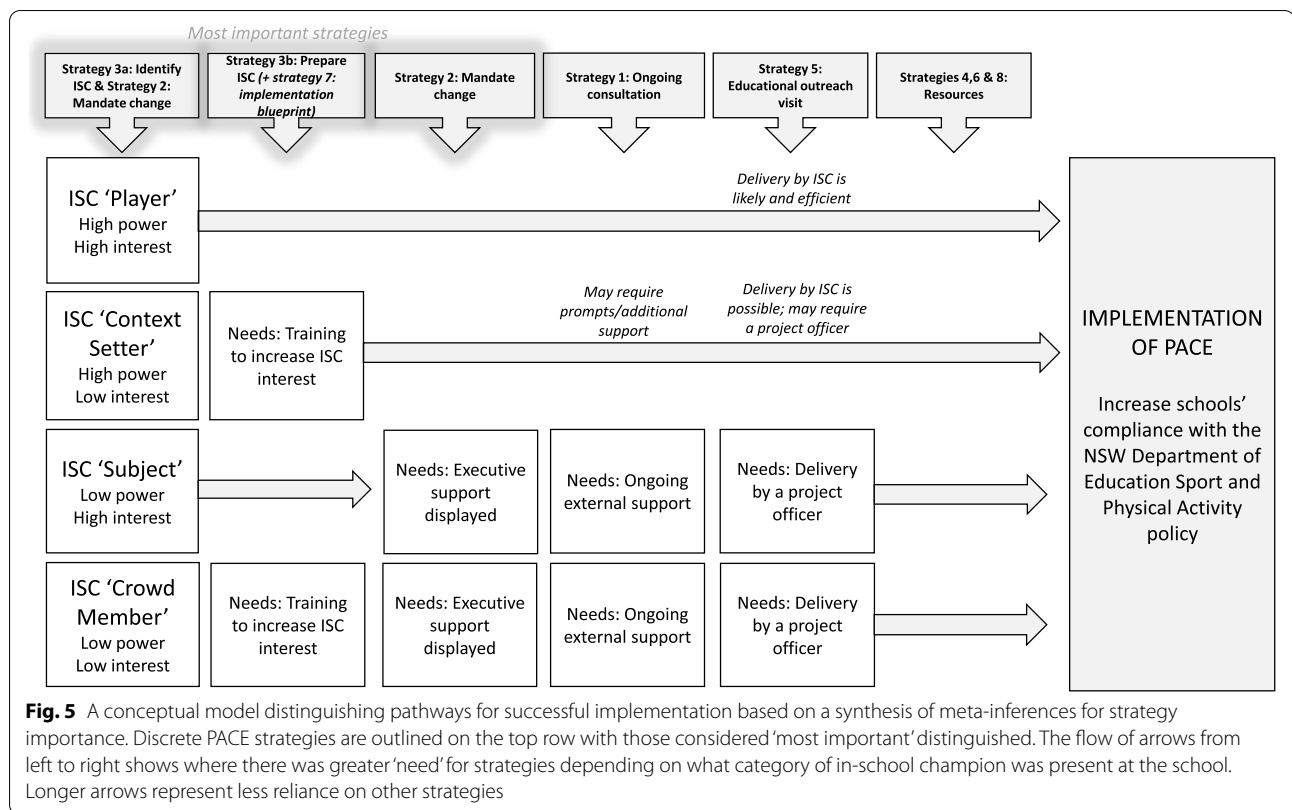 Most important strategies
Strategy 3a: Identify
ISC & Strategy 2:
Mandate change
Strategy 3b: Prepare
ISC (+ strategy 7:
implementation
blueprint)
Strategy 2: Mandate
change
Strategy 1: Ongoing
consultation
Strategy 5:
Educational outreach
visit
Strategies 4,6 & 8:
Resources
ISC ‘Player’
High power
High interest
Delivery by ISC is
likely and efficient
ISC ‘Context
Setter’
High power
Low interest
Needs: Training
to increase ISC
interest
May require
prompts/additional
support
Delivery by ISC is
possible; may require
a project officer
ISC ‘Subject’
Low power
High interest
Needs: Executive
support
displayed
Needs: Ongoing
external support
Needs: Delivery
by a project
officer
ISC ‘Crowd
Member’
Low power
Low interest
Needs: Training
to increase ISC
interest
Needs: Executive
support
displayed
Needs: Ongoing
external support
Needs: Delivery
by a project
officer
IMPLEMENTATION
OF PACE
Increase schools’
compliance with the
NSW Department of
Education Sport and
Physical Activity
policy
Fig. 5 A conceptual model distinguishing pathways for successful implementation based on a synthesis of meta-inferences for strategy
importance. Discrete PACE strategies are outlined on the top row with those considered ‘most important’ distinguished. The flow of arrows from
left to right shows where there was greater ‘need’ for strategies depending on what category of in-school champion was present at the school.
Longer arrows represent less reliance on other strategies